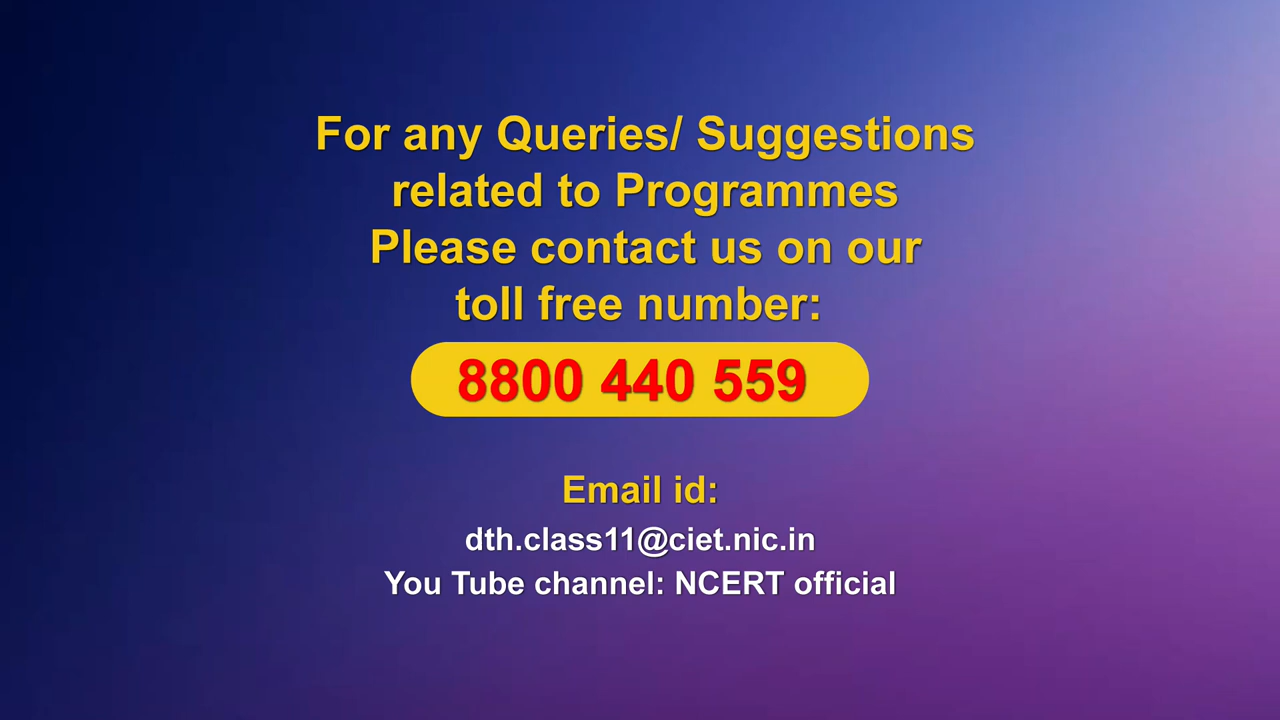 For any Queries/ Suggestions
related to Programmes
Please contact us on our
toll free number:
8800 440 559
Email id:
dth.class11@ciet.nic.in
You Tube channel: NCERT official